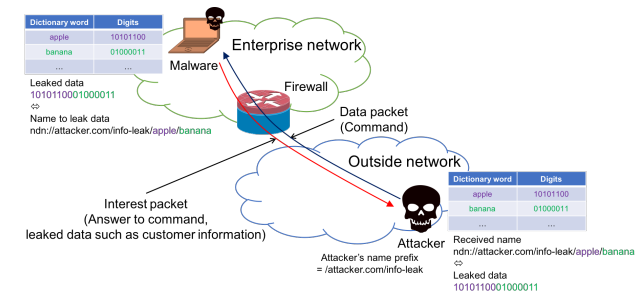 Dictionary word Digits
apple 10101100
banana 01000011
... ...
Leaked data
1010110001000011
⇔
Name to leak data
ndn://attacker.com/info-leak/apple/banana
Malware
Enterprise network
Firewall
Data packet
(Command)
Interest packet
(Answer to command,
leaked data such as customer information)
Outside network
Attacker
Attacker's name prefix
= /attacker.com/info-leak
Dictionary word Digits
apple 10101100
banana 01000011
... ...
Received name
ndn://attacker.com/info-leak/apple/banana
⇔
Leaked data
1010110001000011